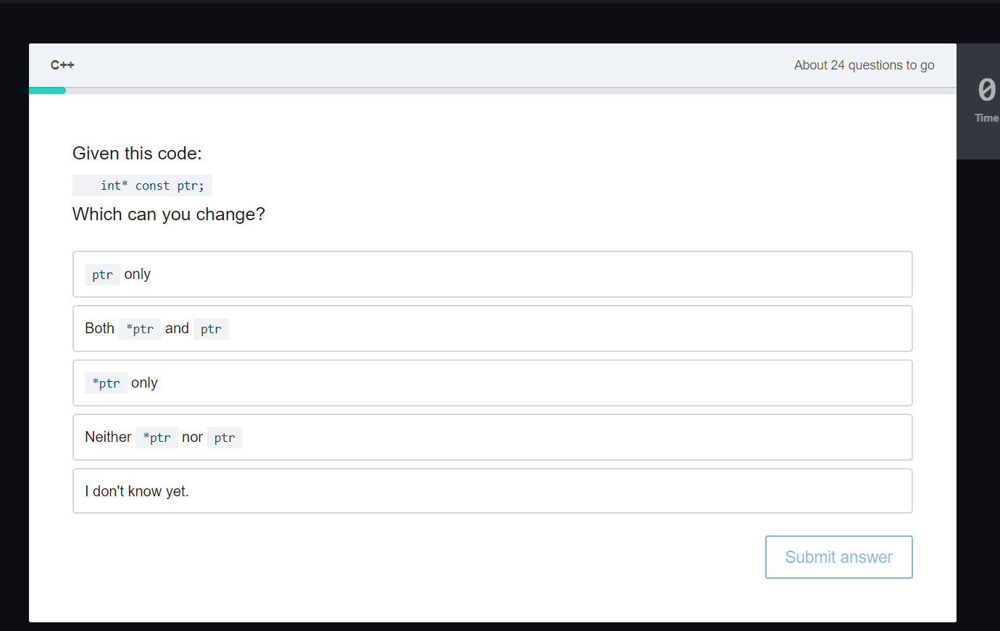 C++
About 24 questions to go
0
Time
Given this code:
int* const ptr;
Which can you change?
ptr only
Both *ptr and ptr
*ptr only
Neither *ptr nor ptr
I don't know yet.
Submit answer